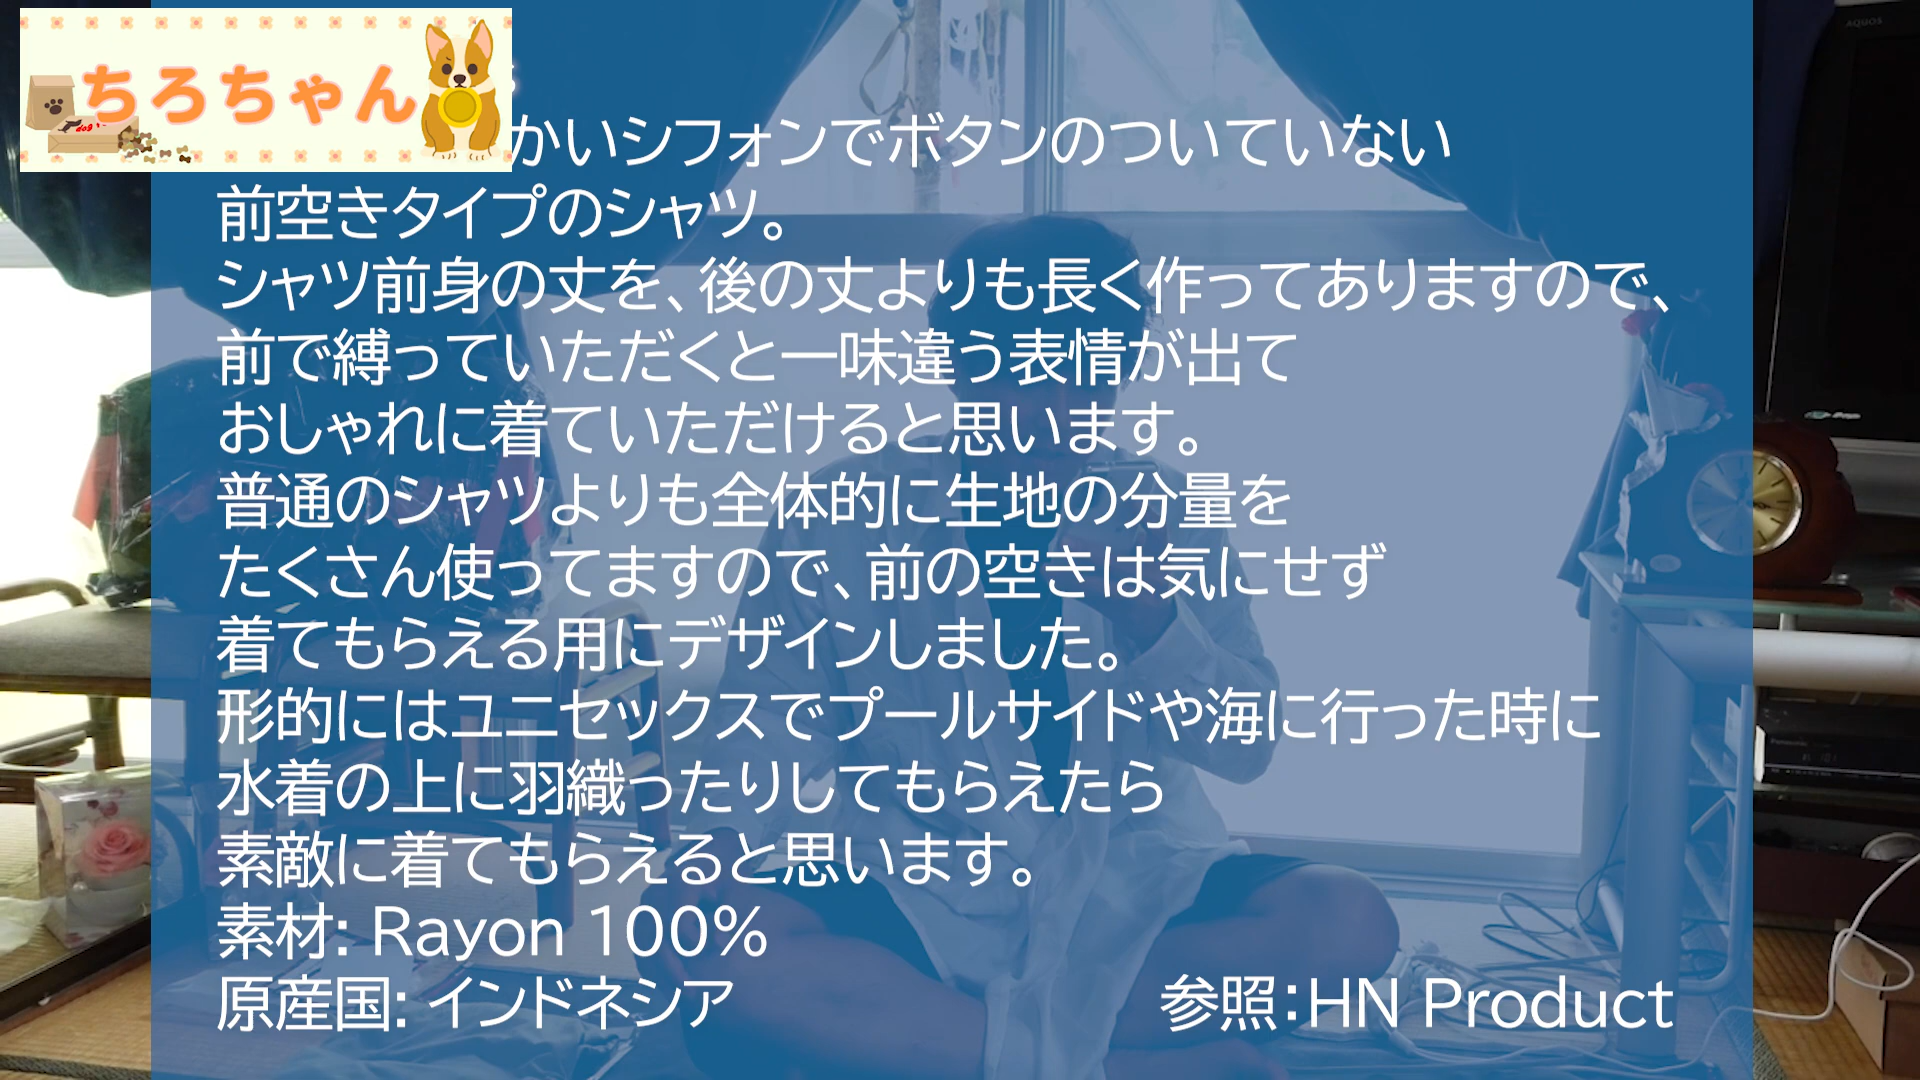 ちろちゃん
かいシフォンでボタンのついていない
前空きタイプのシャツ。
シャツ前身の丈を、後の丈よりも長く作ってありますので、
前で縛っていただくと一味違う表情が出て
おしゃれに着ていただけると思います。
普通のシャツよりも全体的に生地の分量を
たくさん使ってますので、前の空きは気にせず
着てもらえる用にデザインしました。
形的にはユニセックスでプールサイドや海に行った時に
水着の上に羽織ったりしてもらえたら
素敵に着てもらえると思います。
素材: Rayon 100%
原産国: インドネシア
参照：HN Product
AQUOS